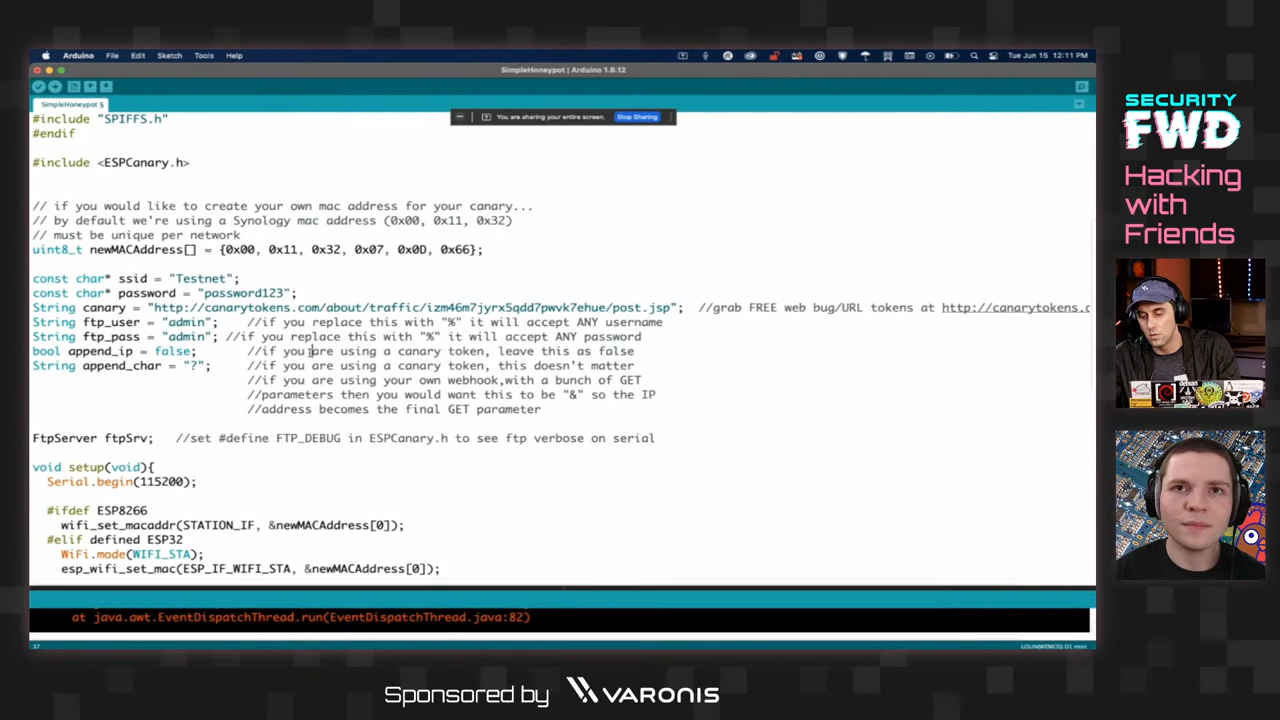 Arduino File Edit Sketch Tools Help
Tue Jun 15 12:11 PM
SimpleHoneypot | Arduino 1.8.12
SimpleHoneypot §
You are sharing your entire screen. Stop Sharing
#include "SPIFFS.h"
#endif
#include <ESPCanary.h>
// if you would like to create your own mac address for your canary...
// by default we're using a Synology mac address (0x00, 0x11, 0x32)
// must be unique per network
uint8_t newMACAddress[] = {0x00, 0x11, 0x32, 0x07, 0x0D, 0x66};
const char* ssid = "Testnet";
const char* password = "password123";
String canary = "http://canarytokens.com/about/traffic/izm46m7jyrx5qdd7pwvk7ehue/post.jsp"; //grab FREE web bug/URL tokens at http://canarytokens.c
String ftp_user = "admin"; //if you replace this with "%" it will accept ANY username
String ftp_pass = "admin"; //if you replace this with "%" it will accept ANY password
bool append_ip = false; //if you are using a canary token, leave this as false
String append_char = "?"; //if you are using a canary token, this doesn't matter
//if you are using your own webhook,with a bunch of GET
//parameters then you would want this to be "&" so the IP
//address becomes the final GET parameter
FtpServer ftpSrv; //set #define FTP_DEBUG in ESPCanary.h to see ftp verbose on serial
void setup(void){
Serial.begin(115200);
#ifdef ESP8266
wifi_set_macaddr(STATION_IF, &newMACAddress[0]);
#elif defined ESP32
WiFi.mode(WIFI_STA);
esp_wifi_set_mac(ESP_IF_WIFI_STA, &newMACAddress[0]);
at java.awt.EventDispatchThread.run(EventDispatchThread.java:82)
37
LOLIN(WEMOS) D1 mini
SECURITY
FWD
Hacking
with
Friends
debian
Sponsored by VARONIS